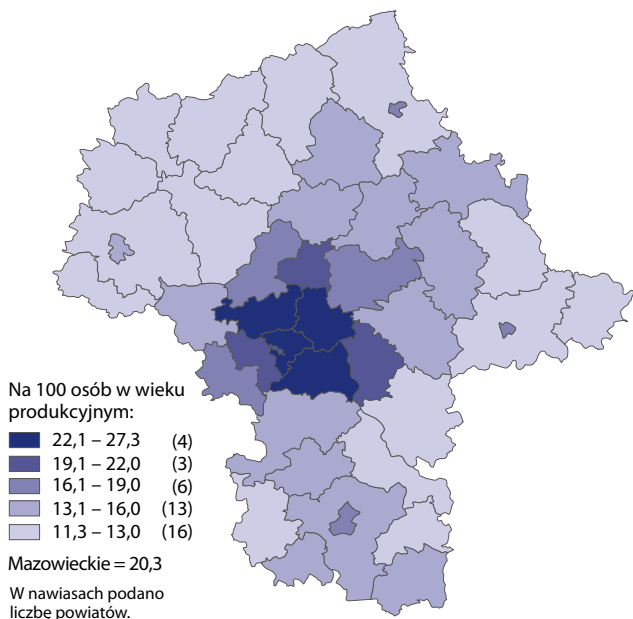 Na 100 osób w wieku
produkcyjnym:
22,1 – 27,3 (4)
19,1 – 22,0 (3)
16,1 – 19,0 (6)
13,1 – 16,0 (13)
11,3 – 13,0 (16)
Mazowieckie = 20,3
W nawiasach podano
liczbę powiatów.